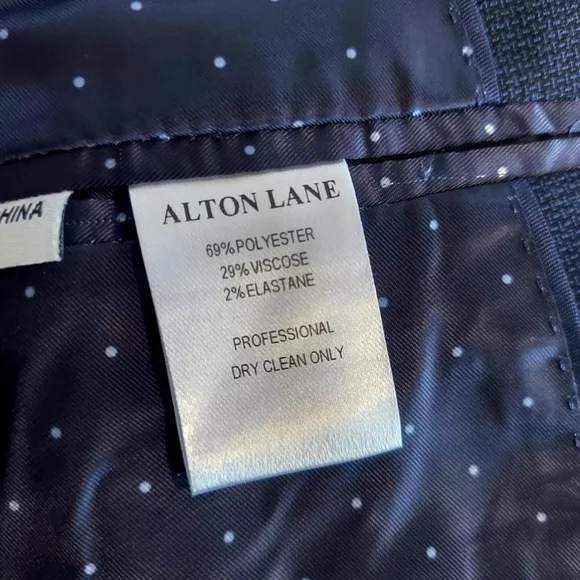 HINA
ALTON LANE
69%POLYESTER
29%VISCOSE
2%ELASTANE
PROFESSIONAL
DRY CLEAN ONLY